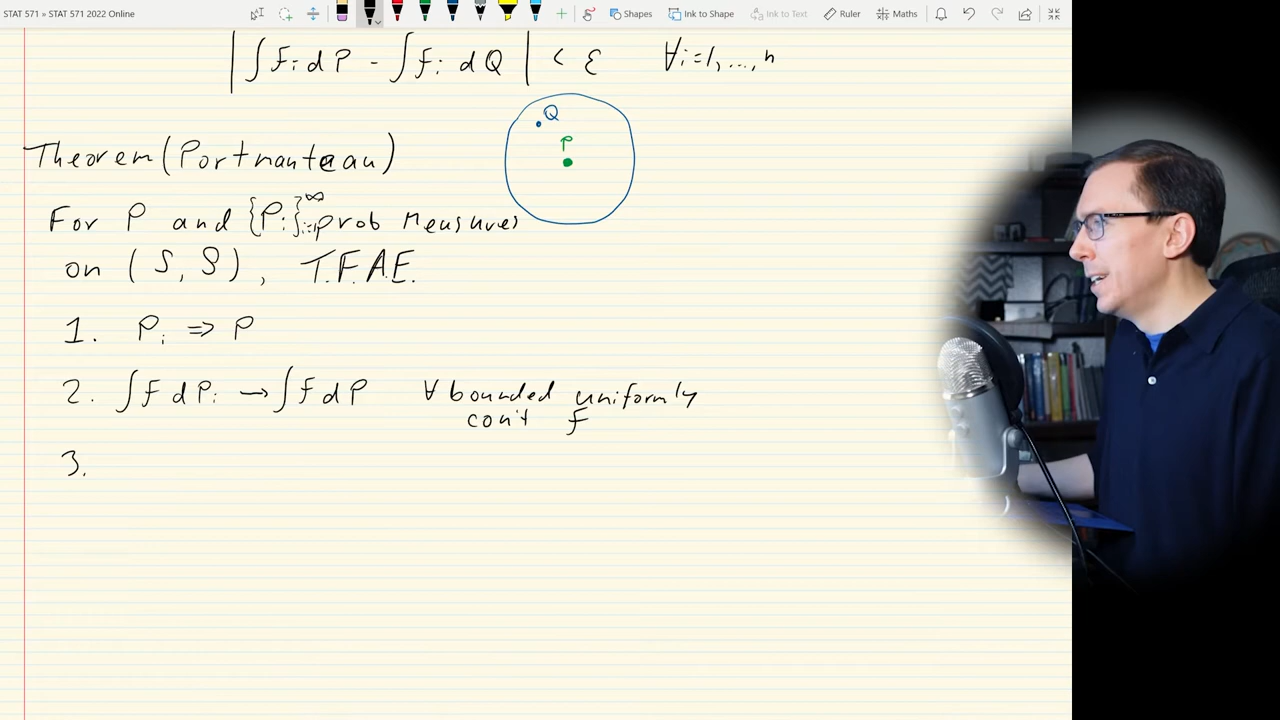 STAT 571 » STAT 571 2022 Online
Shapes
Ink to Shape
Ink to Text
Ruler
Maths
| ∫ fi dP - ∫ fi dQ | < ε ∀i=1,...,n
Q
P
Theorem (Portmanteau)
For P and {Pi}∞i=1 prob measures
on (S, S), T.F.A.E.
1. Pi ⇒ P
2. ∫ f dPi → ∫ f dP ∀ bounded uniformly
con't f
3.